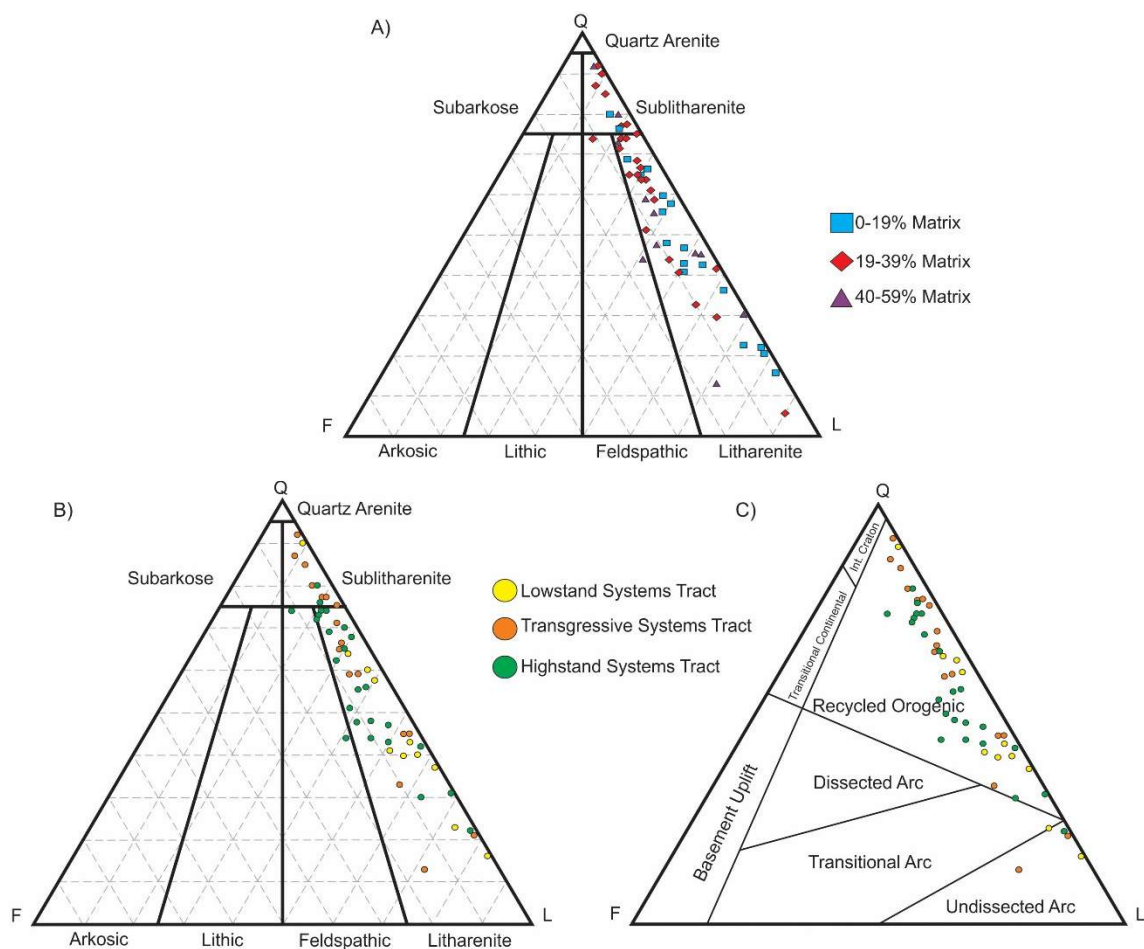 A)
Q
Quartz Arenite
Subarkose
Sublitharenite
0-19% Matrix
19-39% Matrix
40-59% Matrix
F
L
Arkosic
Lithic
Feldspathic
Litharenite
B)
Q
Quartz Arenite
Subarkose
Sublitharenite
Lowstand Systems Tract
Transgressive Systems Tract
Highstand Systems Tract
F
L
Arkosic
Lithic
Feldspathic
Litharenite
C)
Q
Int. Craton
Transitional Continental
Recycled Orogenic
Basement Uplift
Dissected Arc
Transitional Arc
Undissected Arc
F
L